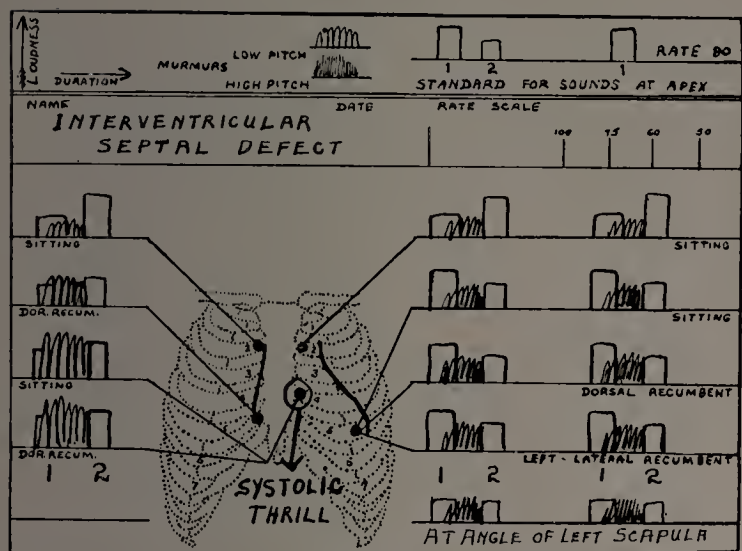 LOUDNESS
DURATION
MURMURS
LOW PITCH
HIGH PITCH
1 2 1
RATE 80
STANDARD FOR SOUNDS AT APEX
NAME
DATE
RATE SCALE
INTERVENTRICULAR
SEPTAL DEFECT
100 75 60 50
SITTING
SITTING
DOR. RECUM.
SITTING
SITTING
DORSAL RECUMBENT
DOR. RECUM.
LEFT-LATERAL RECUMBENT
1 2
1 2 1 2
SYSTOLIC
THRILL
AT ANGLE OF LEFT SCAPULA